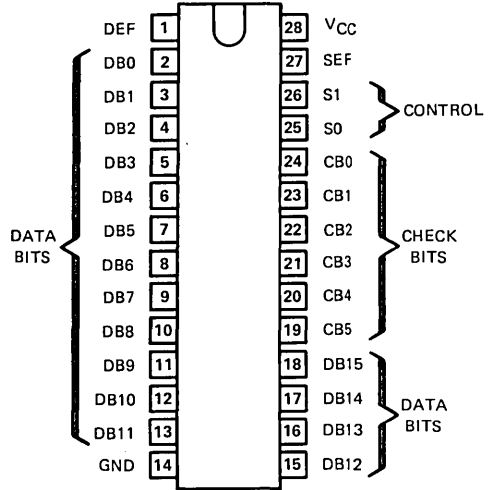 DEF 1 28 VCC
DB0 2 27 SEF
DB1 3 26 S1
DB2 4 25 S0
CONTROL
DB3 5 24 CB0
DB4 6 23 CB1
DB5 7 22 CB2
DATA BITS
CHECK BITS
DB6 8 21 CB3
DB7 9 20 CB4
DB8 10 19 CB5
DB9 11 18 DB15
DB10 12 17 DB14
DATA BITS
DB11 13 16 DB13
GND 14 15 DB12